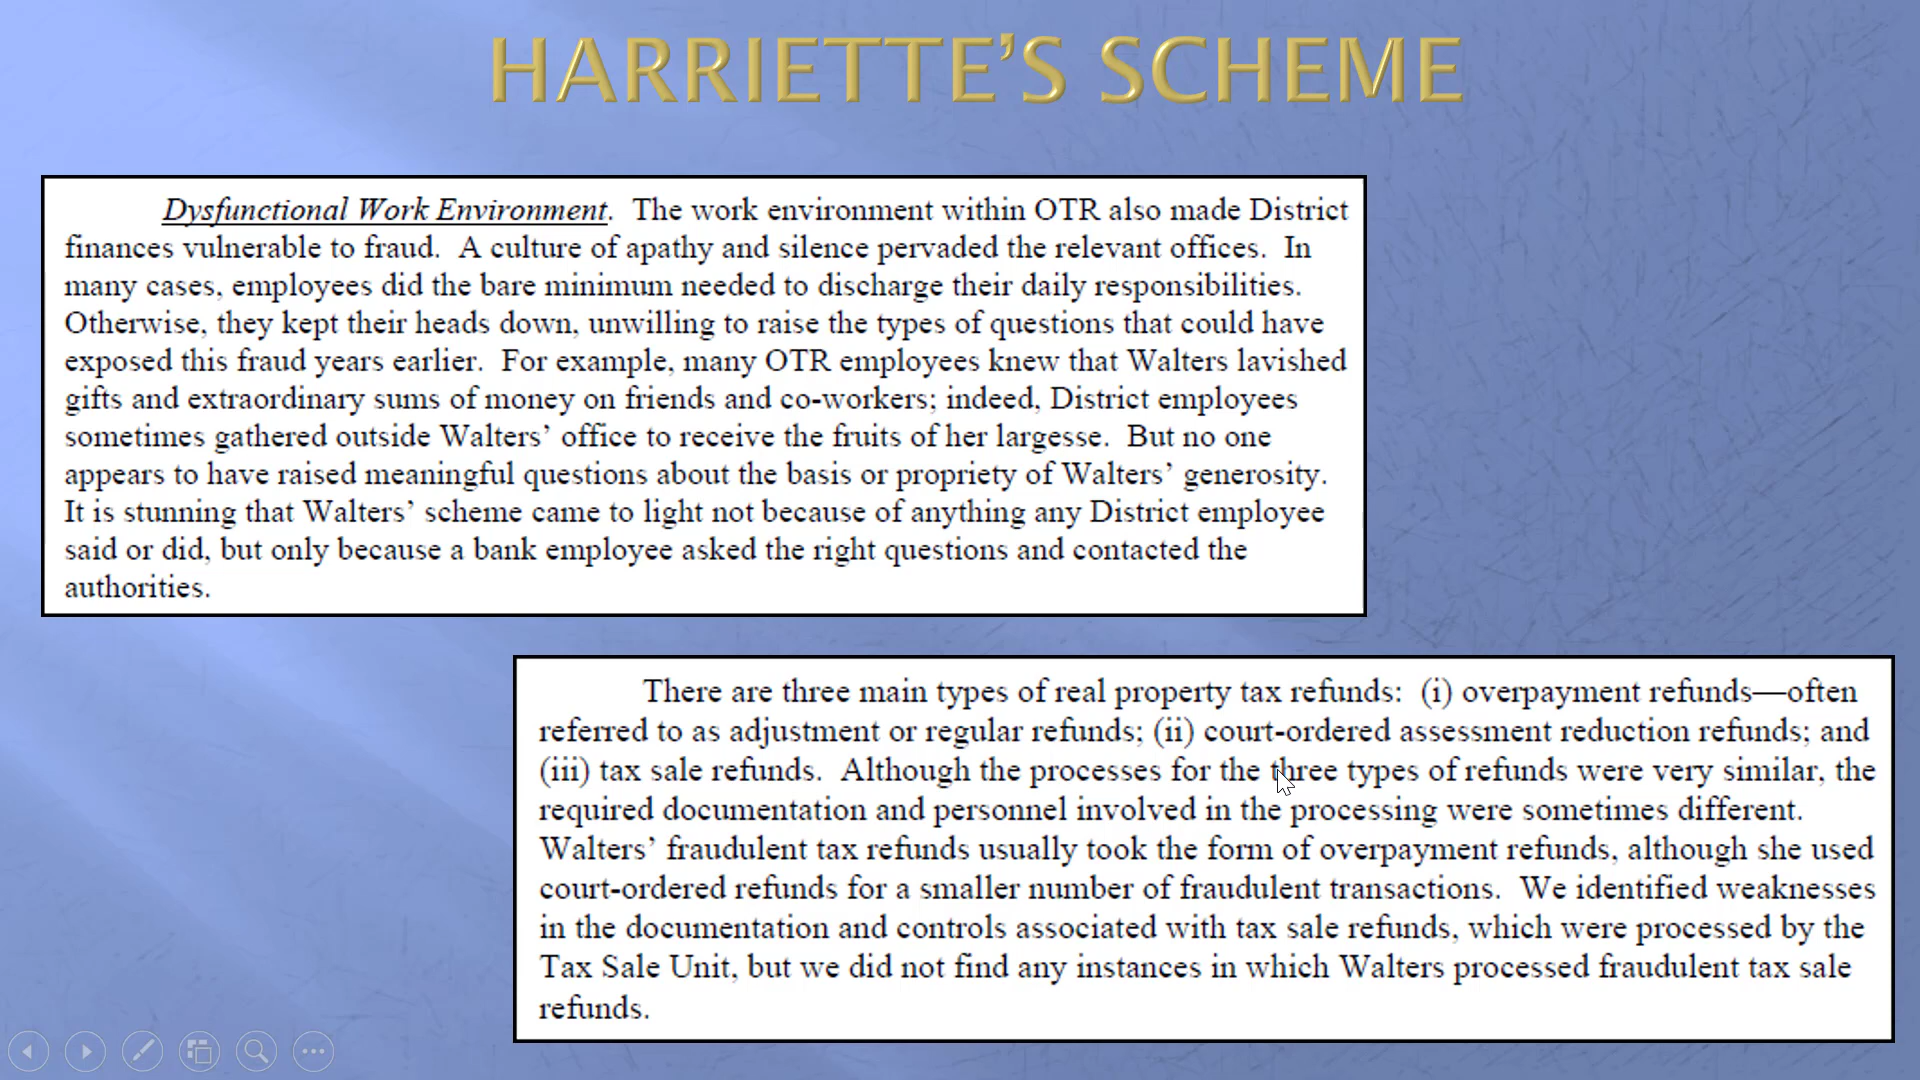 HARRIETTE’S SCHEME
Dysfunctional Work Environment. The work environment within OTR also made District
finances vulnerable to fraud. A culture of apathy and silence pervaded the relevant offices. In
many cases, employees did the bare minimum needed to discharge their daily responsibilities.
Otherwise, they kept their heads down, unwilling to raise the types of questions that could have
exposed this fraud years earlier. For example, many OTR employees knew that Walters lavished
gifts and extraordinary sums of money on friends and co-workers; indeed, District employees
sometimes gathered outside Walters’ office to receive the fruits of her largesse. But no one
appears to have raised meaningful questions about the basis or propriety of Walters’ generosity.
It is stunning that Walters’ scheme came to light not because of anything any District employee
said or did, but only because a bank employee asked the right questions and contacted the
authorities.
There are three main types of real property tax refunds: (i) overpayment refunds—often
referred to as adjustment or regular refunds; (ii) court-ordered assessment reduction refunds; and
(iii) tax sale refunds. Although the processes for the three types of refunds were very similar, the
required documentation and personnel involved in the processing were sometimes different.
Walters’ fraudulent tax refunds usually took the form of overpayment refunds, although she used
court-ordered refunds for a smaller number of fraudulent transactions. We identified weaknesses
in the documentation and controls associated with tax sale refunds, which were processed by the
Tax Sale Unit, but we did not find any instances in which Walters processed fraudulent tax sale
refunds.